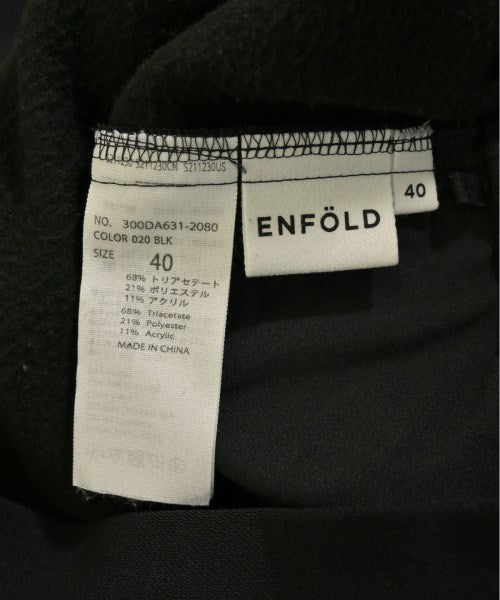 S211230CN S211230US
NO. 300DA631-2080
COLOR 020 BLK
SIZE 40
68% トリアセテート
21% ポリエステル
11% アクリル
68% Triacetate
21% Polyester
11% Acrylic
MADE IN CHINA
ENFÖLD
40